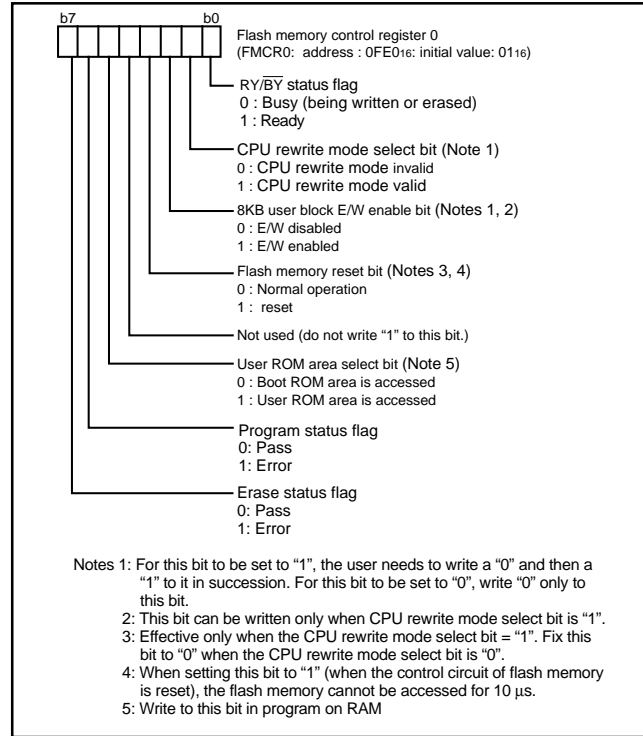 b7 b0
Flash memory control register 0
(FMCR0: address : 0FE016: initial value: 0116)
RY/BY status flag
0 : Busy (being written or erased)
1 : Ready
CPU rewrite mode select bit (Note 1)
0 : CPU rewrite mode invalid
1 : CPU rewrite mode valid
8KB user block E/W enable bit (Notes 1, 2)
0 : E/W disabled
1 : E/W enabled
Flash memory reset bit (Notes 3, 4)
0 : Normal operation
1 : reset
Not used (do not write “1” to this bit.)
User ROM area select bit (Note 5)
0 : Boot ROM area is accessed
1 : User ROM area is accessed
Program status flag
0: Pass
1: Error
Erase status flag
0: Pass
1: Error
Notes 1: For this bit to be set to “1”, the user needs to write a “0” and then a
“1” to it in succession. For this bit to be set to “0”, write “0” only to
this bit.
2: This bit can be written only when CPU rewrite mode select bit is “1”.
3: Effective only when the CPU rewrite mode select bit = “1”. Fix this
bit to “0” when the CPU rewrite mode select bit is “0”.
4: When setting this bit to “1” (when the control circuit of flash memory
is reset), the flash memory cannot be accessed for 10 μs.
5: Write to this bit in program on RAM